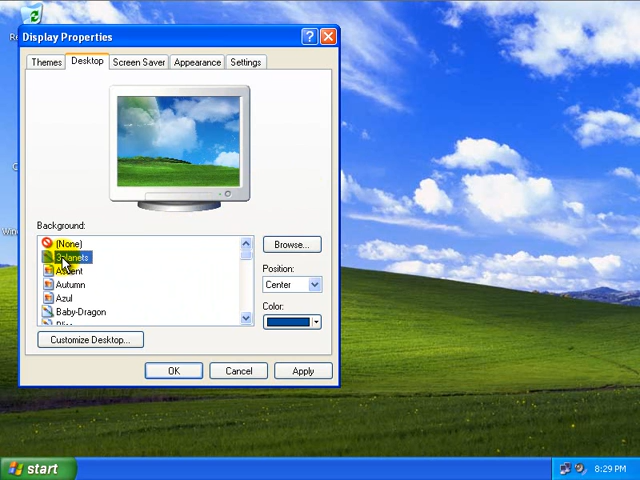 Display Properties
Themes
Desktop
Screen Saver
Appearance
Settings
Background:
(None)
Ascent
Autumn
Azul
Baby-Dragon
Browse...
Position:
Center
Color:
Customize Desktop...
OK
Cancel
Apply
start
8:29 PM